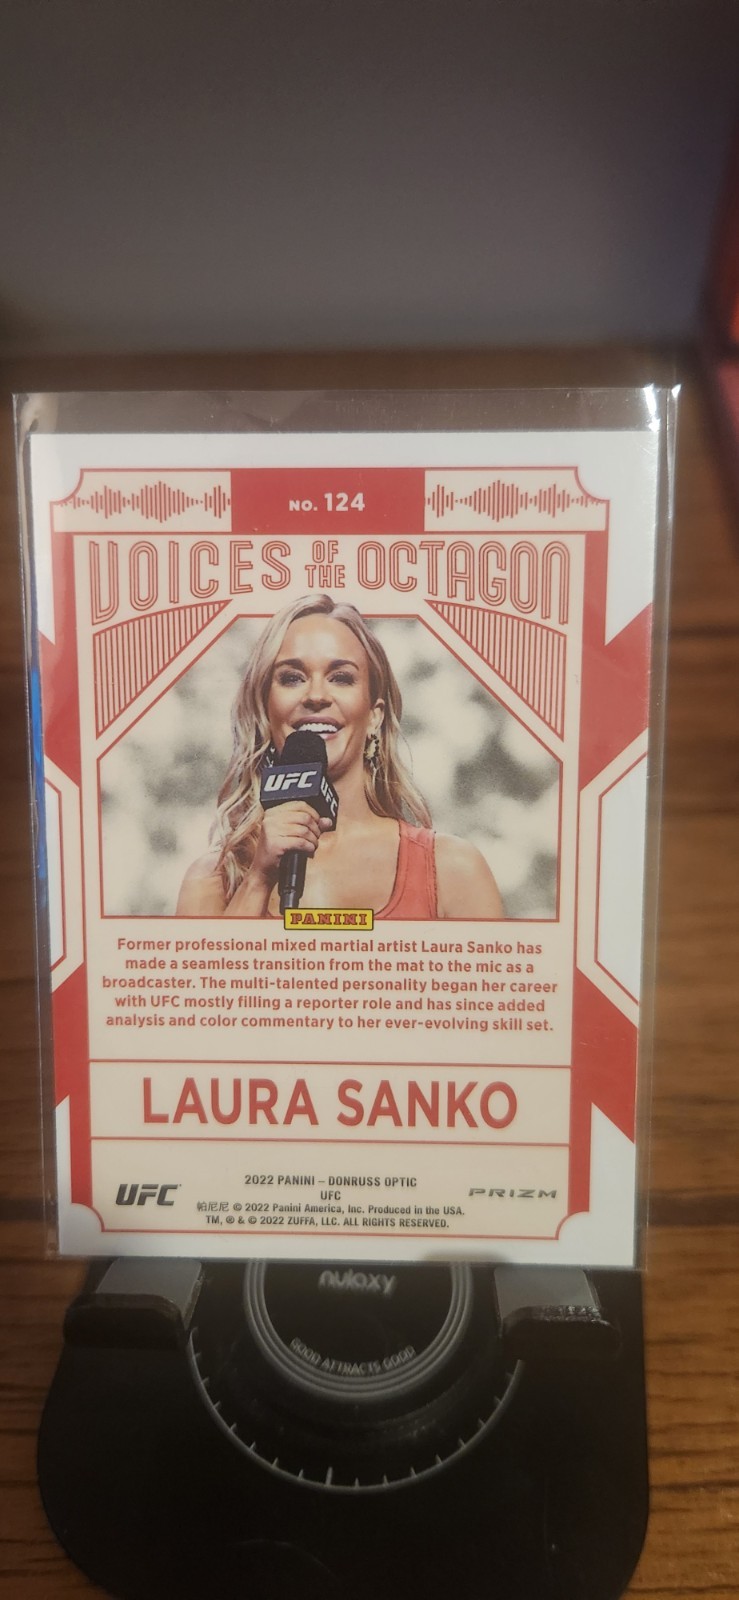 NO. 124
VOICES OF THE OCTAGON
UFC
UFC
PANINI
Former professional mixed martial artist Laura Sanko has
made a seamless transition from the mat to the mic as a
broadcaster. The multi-talented personality began her career
with UFC mostly filling a reporter role and has since added
analysis and color commentary to her ever-evolving skill set.
LAURA SANKO
2022 PANINI – DONRUSS OPTIC
UFC
UFC
PRIZM
帕尼尼 © 2022 Panini America, Inc. Produced in the USA.
TM, ® & © 2022 ZUFFA, LLC. ALL RIGHTS RESERVED.
nulaxy
GOOD ATTRACTS GOOD